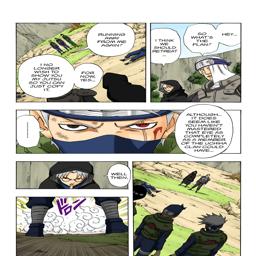 RUNNING
AWAY
FROM ME
AGAIN?
I NO
LONGER
WISH TO
SHOW YOU
MY JUTSU
SO YOU CAN
JUST COPY
IT.
FOR
NOW,
YES.
HEY...
SO
WHAT'S
THE
PLAN?
I THINK
WE
SHOULD
RETREAT
ALTHOUGH...
IT DOES
SEEM LIKE
YOU HAVEN'T
MASTERED
THAT EYE AS
COMPLETELY
AS A MEMBER
OF THE UCHIHA
CLAN COULD
HAVE...
WELL
THEN.